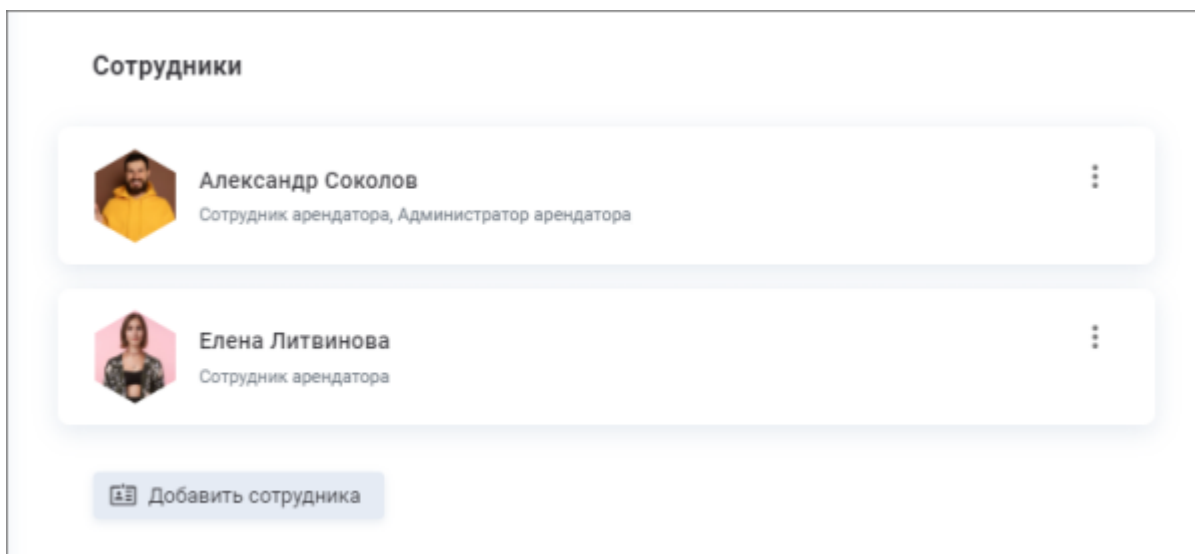 Сотрудники
Александр Соколов
Сотрудник арендатора, Администратор арендатора
Елена Литвинова
Сотрудник арендатора
Добавить сотрудника